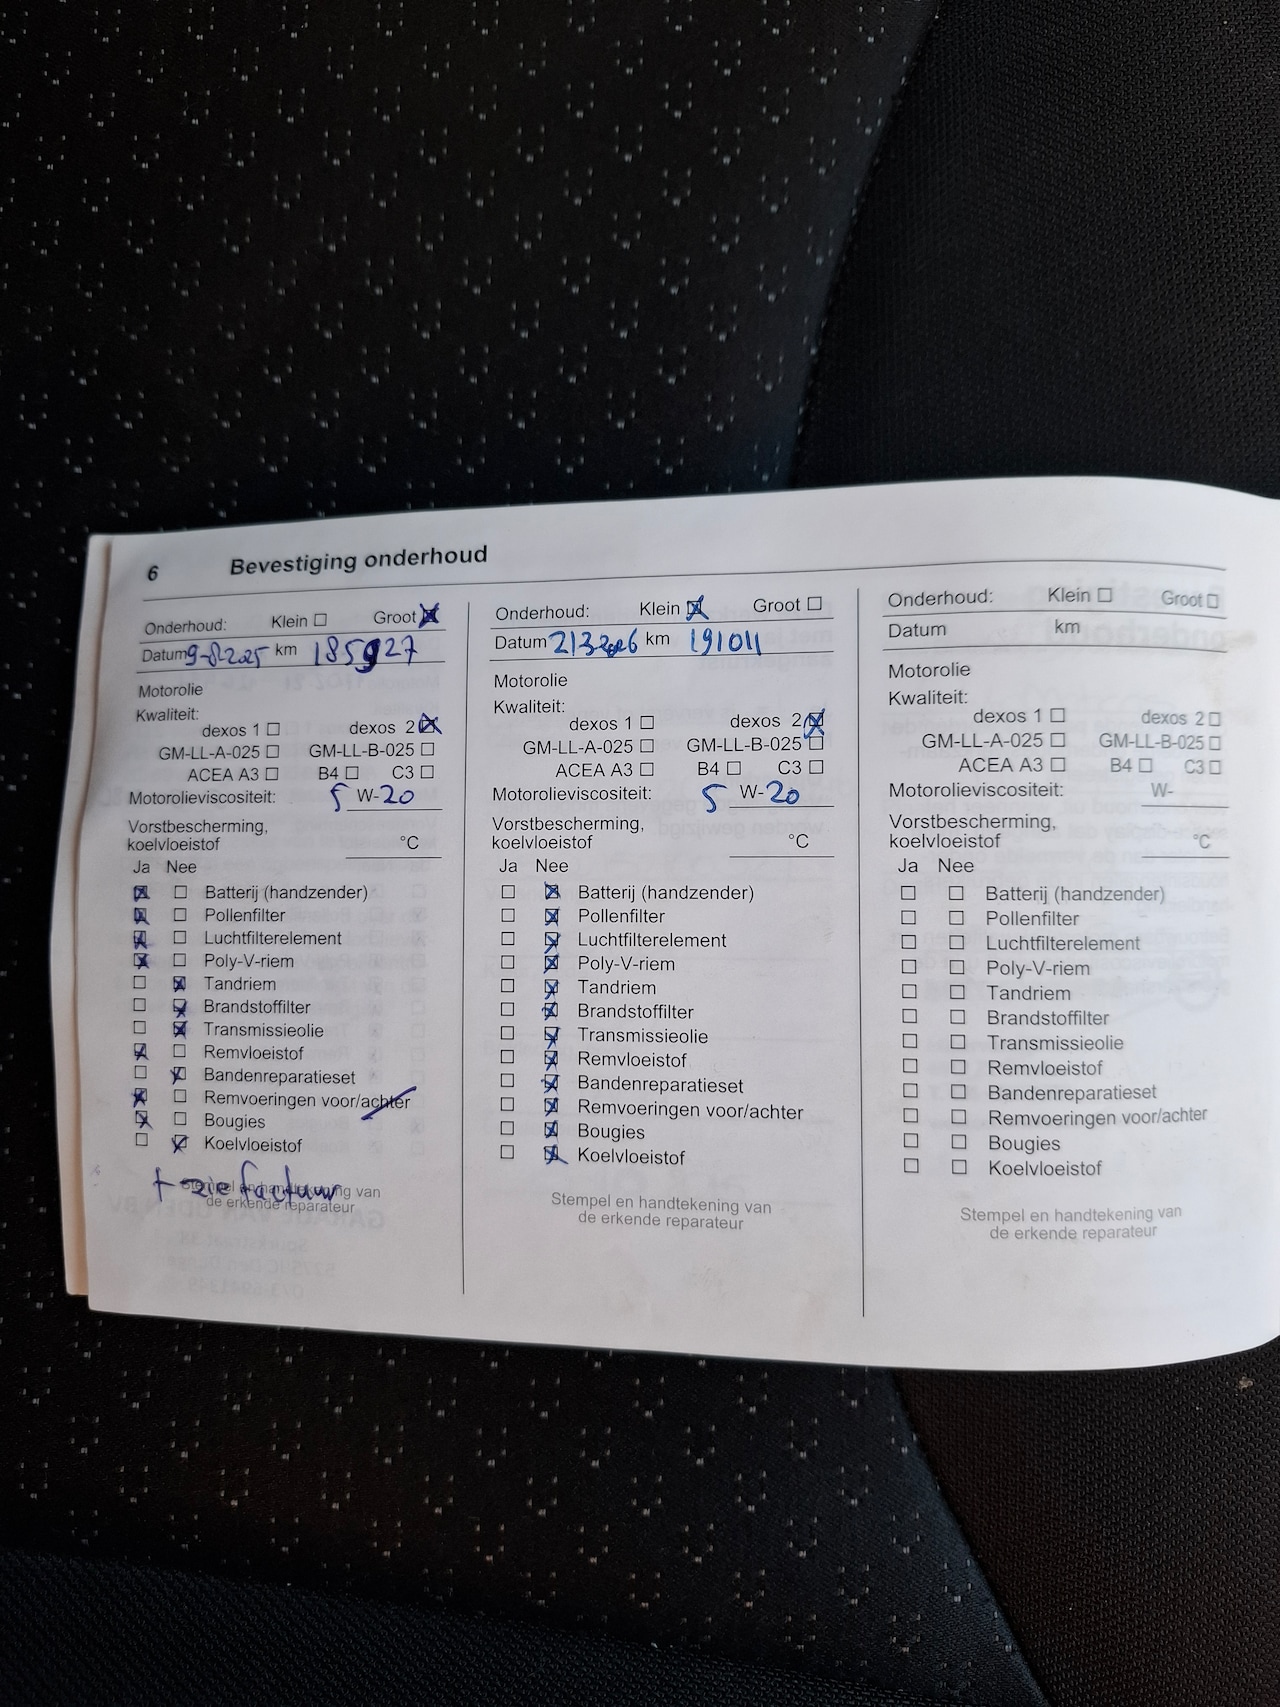 6 Bevestiging onderhoud
Onderhoud: Klein ☐ Groot ☒
Datum 9-8-2025 km 185927
Motorolie
Kwaliteit:
dexos 1 ☐ dexos 2 ☒
GM-LL-A-025 ☐ GM-LL-B-025 ☐
ACEA A3 ☐ B4 ☐ C3 ☐
Motorolieviscositeit: 5 W-20
Vorstbescherming,
koelvloeistof °C
Ja Nee
☒ ☐ Batterij (handzender)
☒ ☐ Pollenfilter
☒ ☐ Luchtfilterelement
☒ ☐ Poly-V-riem
☐ ☒ Tandriem
☐ ☒ Brandstoffilter
☐ ☒ Transmissieolie
☒ ☐ Remvloeistof
☐ ☒ Bandenreparatieset
☒ ☐ Remvoeringen voor/achter
☒ ☐ Bougies
☐ ☒ Koelvloeistof
+ zie factuur
Stempel en handtekening van
de erkende reparateur
Onderhoud: Klein ☒ Groot ☐
Datum 2132026 km 191011
Motorolie
Kwaliteit:
dexos 1 ☐ dexos 2 ☒
GM-LL-A-025 ☐ GM-LL-B-025 ☐
ACEA A3 ☐ B4 ☐ C3 ☐
Motorolieviscositeit: 5 W-20
Vorstbescherming,
koelvloeistof °C
Ja Nee
☐ ☒ Batterij (handzender)
☐ ☒ Pollenfilter
☐ ☒ Luchtfilterelement
☐ ☒ Poly-V-riem
☐ ☒ Tandriem
☐ ☒ Brandstoffilter
☐ ☒ Transmissieolie
☐ ☒ Remvloeistof
☐ ☒ Bandenreparatieset
☐ ☒ Remvoeringen voor/achter
☐ ☒ Bougies
☐ ☒ Koelvloeistof
Stempel en handtekening van
de erkende reparateur
Onderhoud: Klein ☐ Groot ☐
Datum km
Motorolie
Kwaliteit:
dexos 1 ☐ dexos 2 ☐
GM-LL-A-025 ☐ GM-LL-B-025 ☐
ACEA A3 ☐ B4 ☐ C3 ☐
Motorolieviscositeit: W-
Vorstbescherming,
koelvloeistof °C
Ja Nee
☐ ☐ Batterij (handzender)
☐ ☐ Pollenfilter
☐ ☐ Luchtfilterelement
☐ ☐ Poly-V-riem
☐ ☐ Tandriem
☐ ☐ Brandstoffilter
☐ ☐ Transmissieolie
☐ ☐ Remvloeistof
☐ ☐ Bandenreparatieset
☐ ☐ Remvoeringen voor/achter
☐ ☐ Bougies
☐ ☐ Koelvloeistof
Stempel en handtekening van
de erkende reparateur